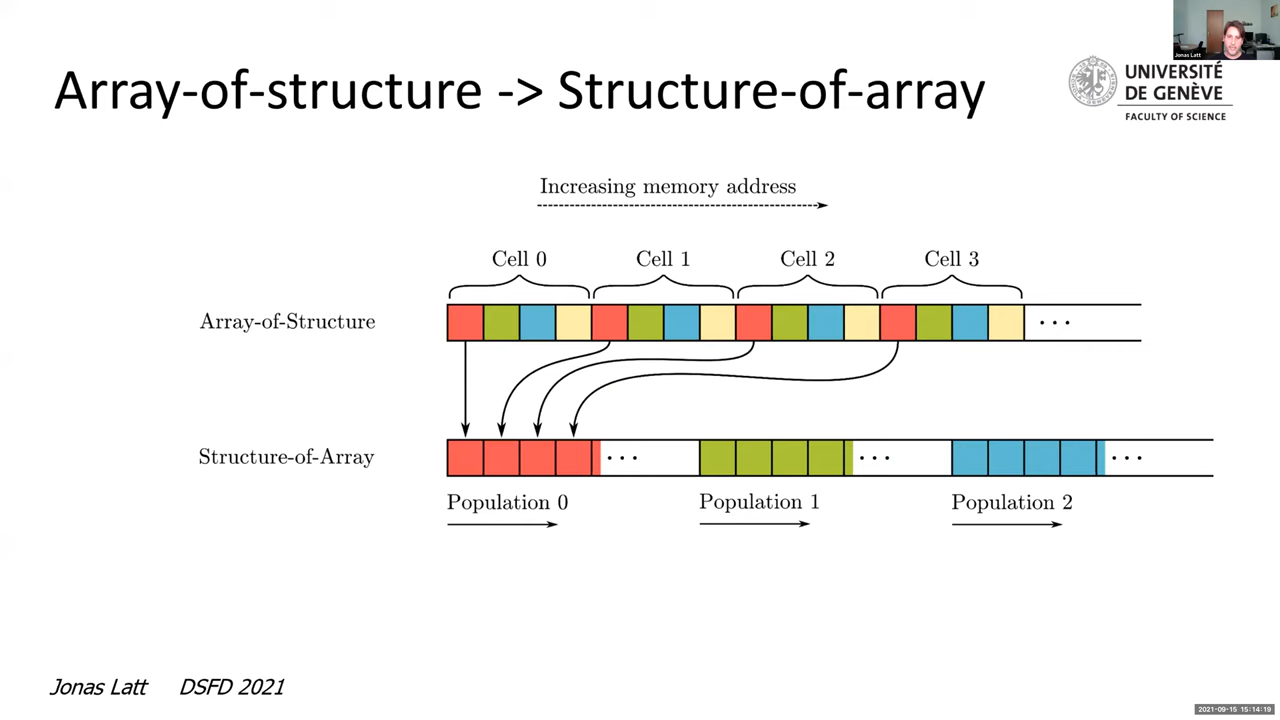 Jonas Latt
Array-of-structure -> Structure-of-array
UNIVERSITÉ
DE GENÈVE
FACULTY OF SCIENCE
Increasing memory address
Cell 0
Cell 1
Cell 2
Cell 3
Array-of-Structure
...
Structure-of-Array
...
...
...
Population 0
Population 1
Population 2
Jonas Latt DSFD 2021
2021-09-15 15:14:19